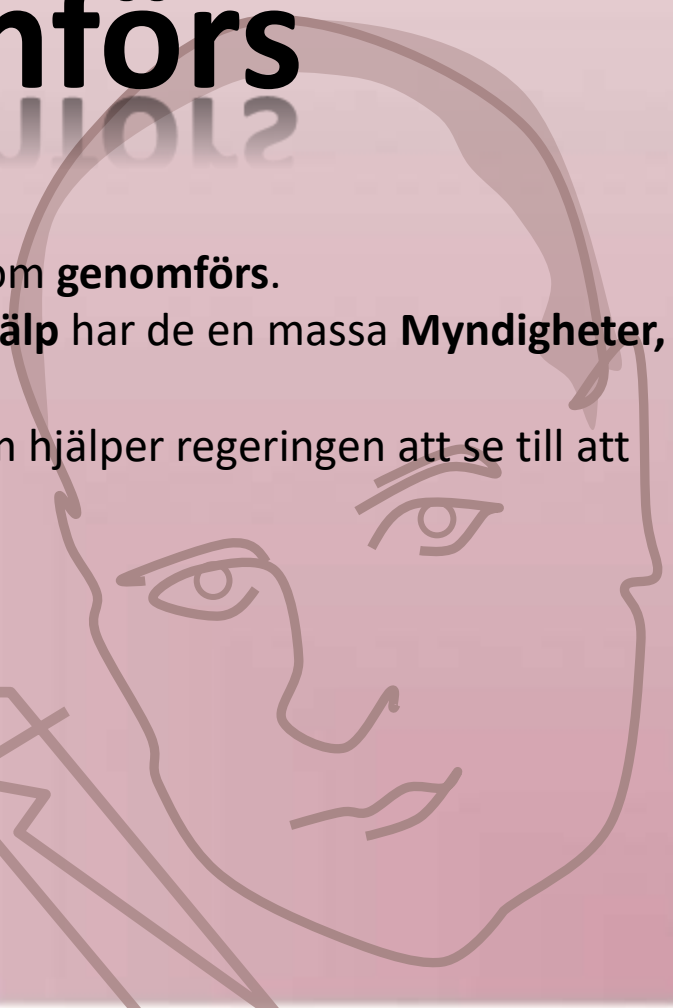 nförs
om genomförs.
älp har de en massa Myndigheter,
n hjälper regeringen att se till att